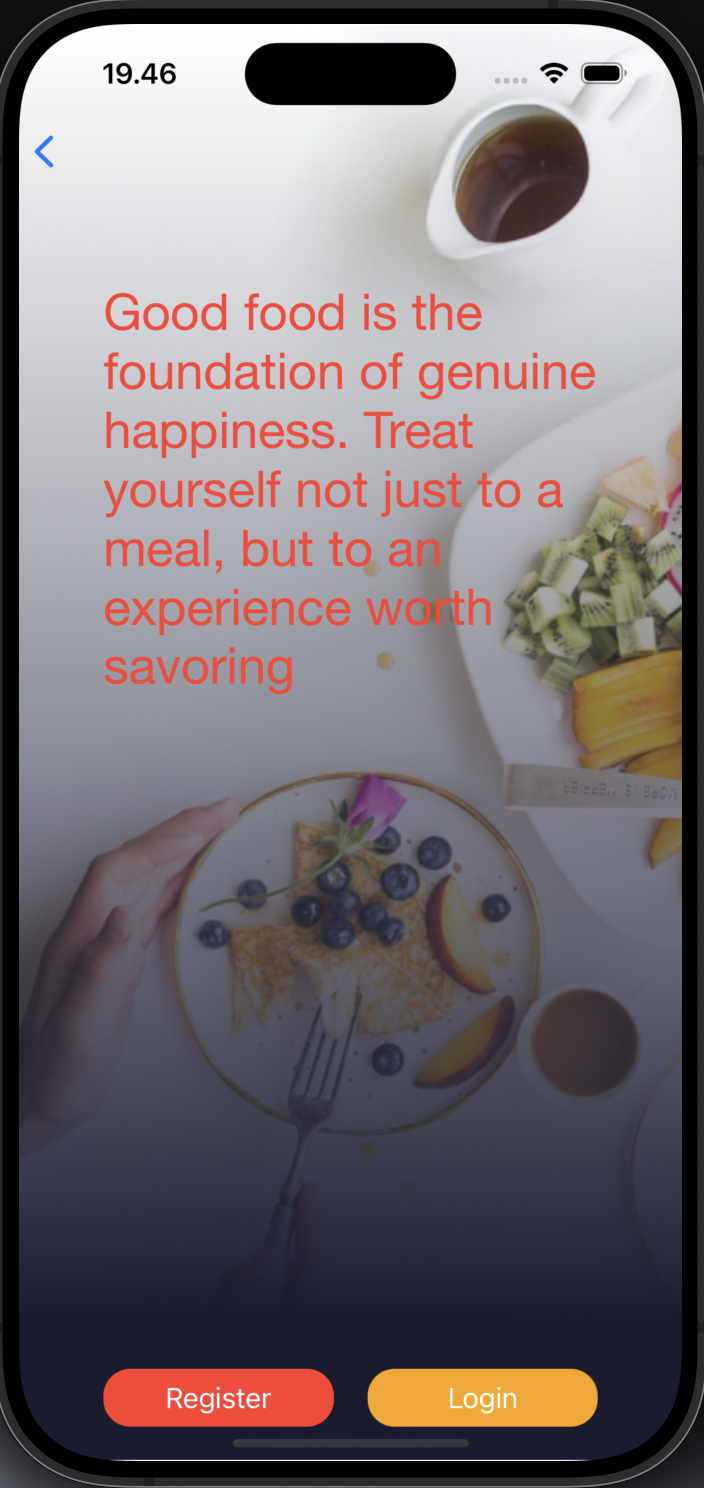 19.46
Good food is the
foundation of genuine
happiness. Treat
yourself not just to a
meal, but to an
experience worth
savoring
Register
Login